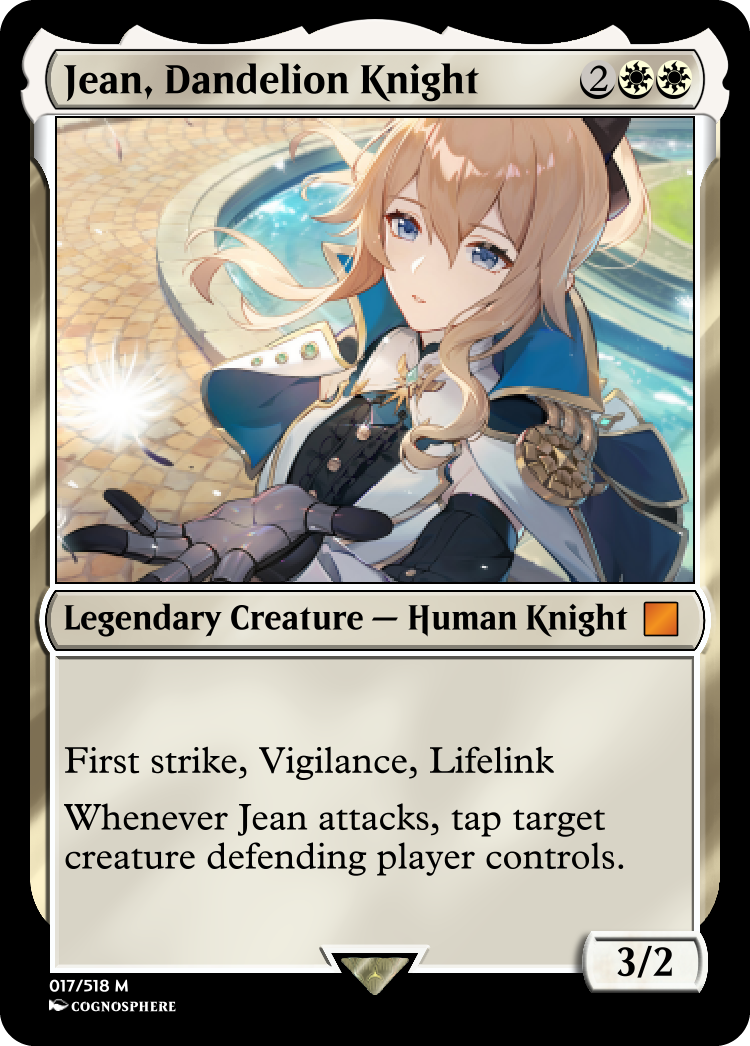 Jean, Dandelion Knight 2
Legendary Creature — Human Knight
First strike, Vigilance, Lifelink
Whenever Jean attacks, tap target
creature defending player controls.
3/2
017/518 M
COGNOSPHERE